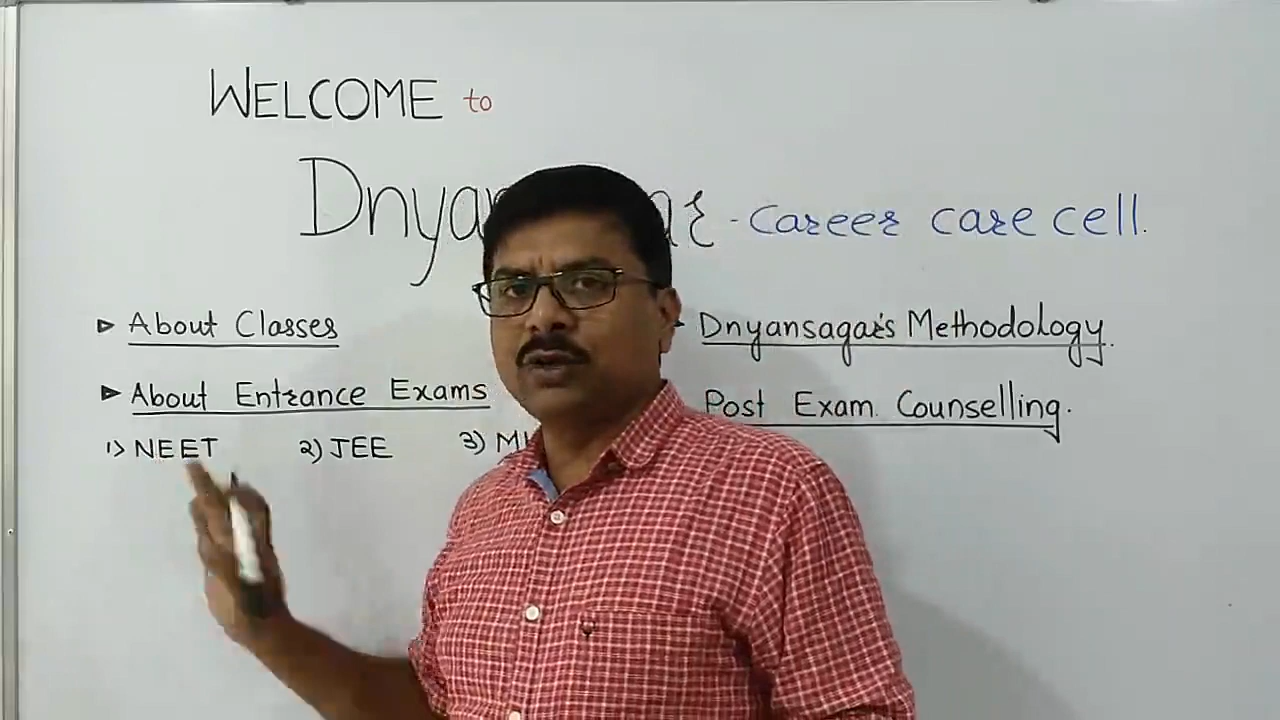 WELCOME to
- career care cell.
About Classes
Dnyansagar's Methodology.
About Entrance Exams
Post Exam Counselling.
1) NEET 2) JEE 3)